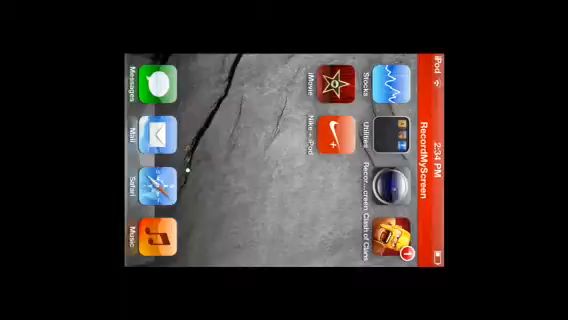 iPod 2:34 PM
RecordMyScreen
Stocks Utilities Recor...creen Clash of Clans
1
iMovie Nike + iPod
Messages Mail Safari Music